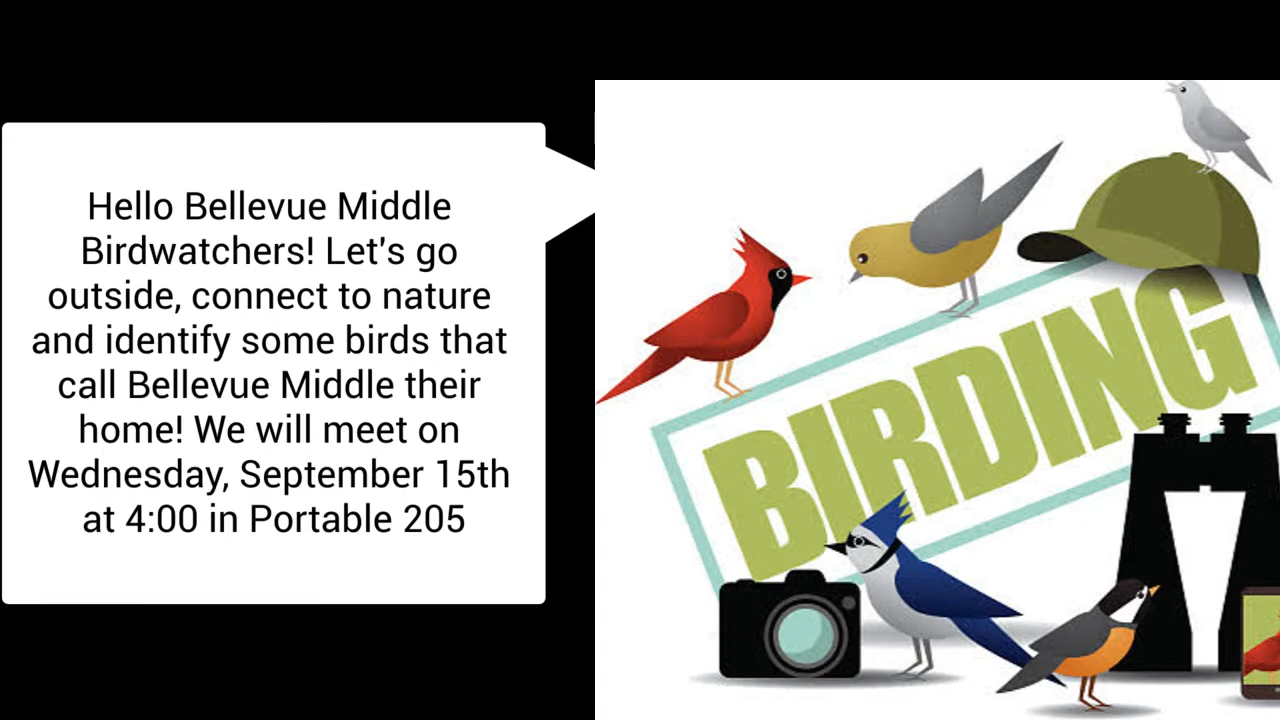 Hello Bellevue Middle
Birdwatchers! Let's go
outside, connect to nature
and identify some birds that
call Bellevue Middle their
home! We will meet on
Wednesday, September 15th
at 4:00 in Portable 205
BIRDING